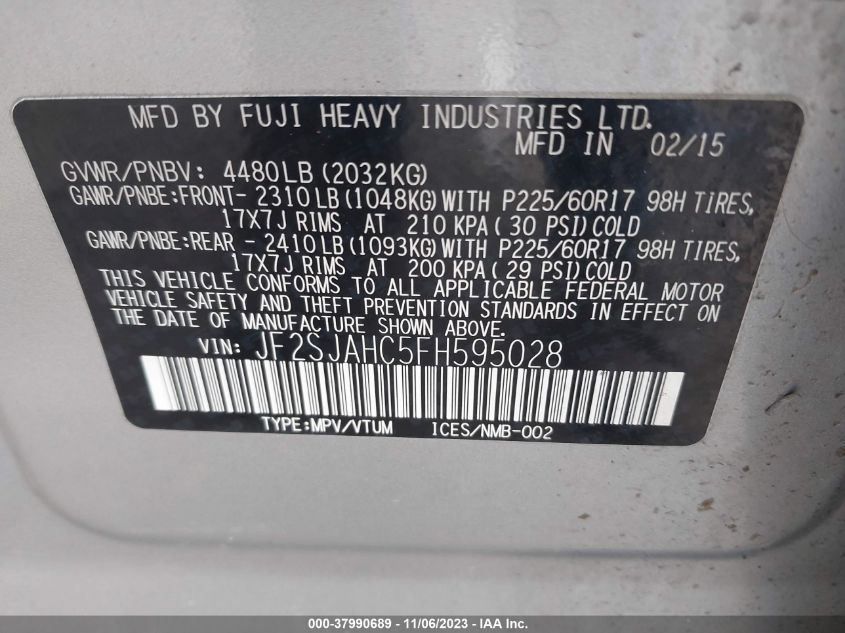 MFD BY FUJI HEAVY INDUSTRIES LTD.
MFD IN 02/15
GVWR/PNBV: 4480LB(2032KG)
GAWR/PNBE:FRONT- 2310LB(1048KG)WITH P225/60R17 98H TIRES,
17X7J RIMS AT 210 KPA( 30 PSI)COLD
GAWR/PNBE:REAR - 2410LB(1093KG)WITH P225/60R17 98H TIRES,
17X7J RIMS AT 200 KPA( 29 PSI)COLD
THIS VEHICLE CONFORMS TO ALL APPLICABLE FEDERAL MOTOR
VEHICLE SAFETY AND THEFT PREVENTION STANDARDS IN EFFECT ON
THE DATE OF MANUFACTURE SHOWN ABOVE.
VIN: JF2SJAHC5FH595028
TYPE:MPV/VTUM ICES/NMB-002
000-37990689 - 11/06/2023 - IAA Inc.